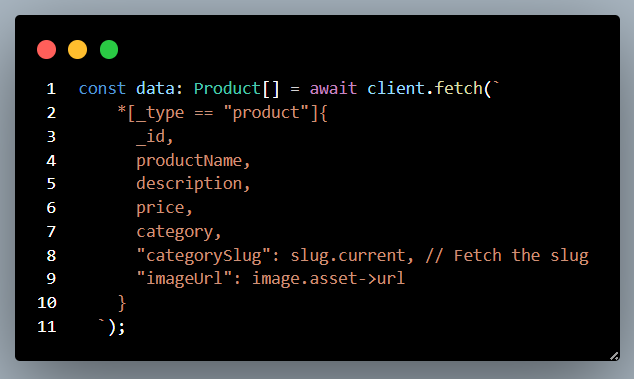 1 const data: Product[] = await client.fetch(`
2 *[_type == "product"]{
3 _id,
4 productName,
5 description,
6 price,
7 category,
8 "categorySlug": slug.current, // Fetch the slug
9 "imageUrl": image.asset->url
10 }
11 `);